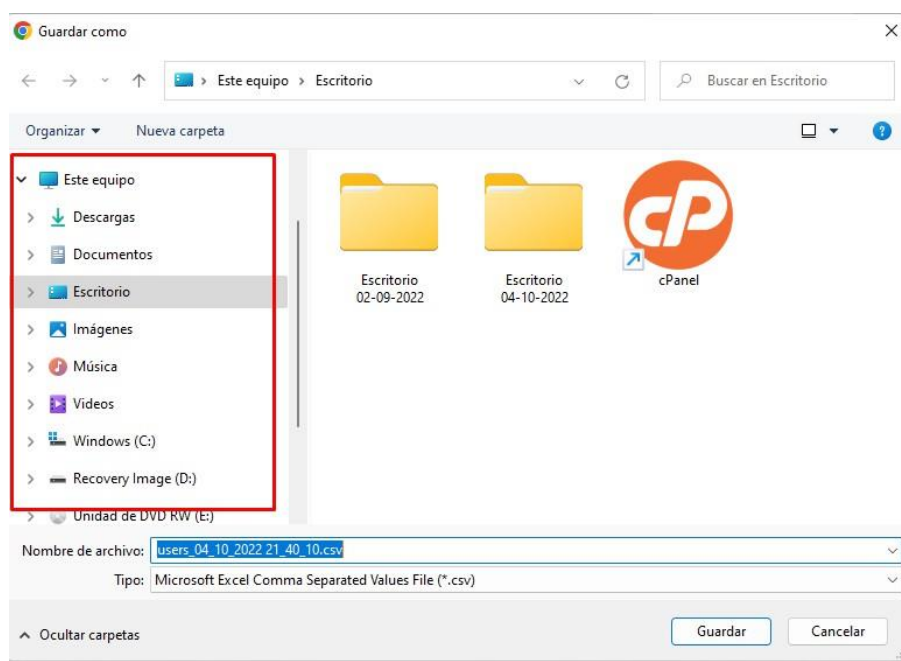 Guardar como
Este equipo > Escritorio
Buscar en Escritorio
Organizar
Nueva carpeta
Este equipo
Descargas
Documentos
Escritorio
Imágenes
Música
Videos
Windows (C:)
Recovery Image (D:)
Unidad de DVD RW (E:)
Escritorio
02-09-2022
Escritorio
04-10-2022
cP
cPanel
Nombre de archivo: users_04_10_2022 21_40_10.csv
Tipo: Microsoft Excel Comma Separated Values File (*.csv)
Ocultar carpetas
Guardar
Cancelar